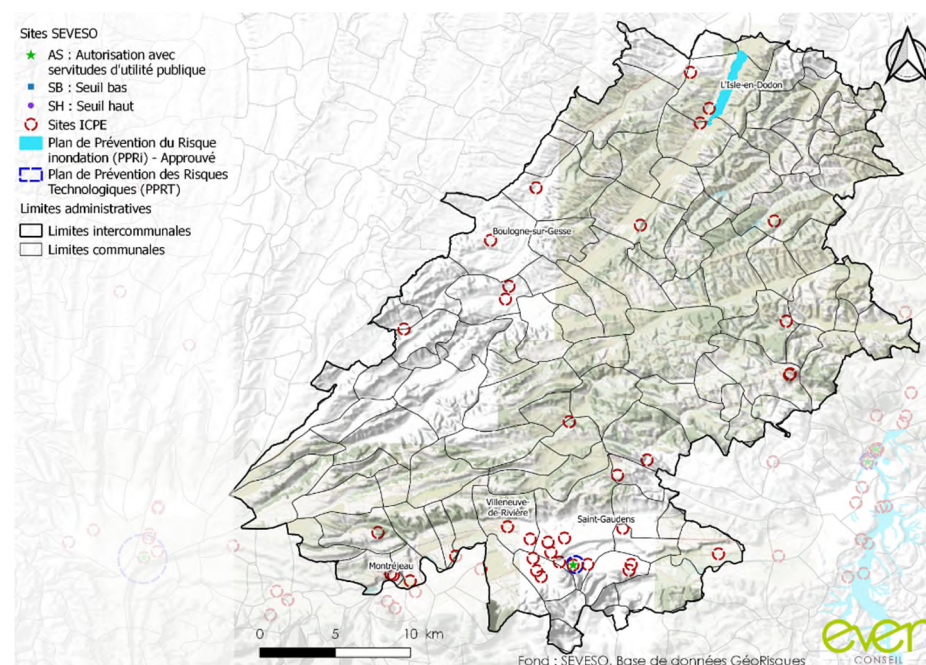 Sites SEVESO
AS : Autorisation avec
servitudes d'utilité publique
SB : Seuil bas
SH : Seuil haut
Sites ICPE
Plan de Prévention du Risque
inondation (PPRi) - Approuvé
Plan de Prévention des Risques
Technologiques (PPRT)
Limites administratives
Limites intercommunales
Limites communales
L'Isle-en-Dodon
Boulogne-sur-Gesse
Villeneuve-
de-Rivière
Saint-Gaudens
Montréjeau
0 5 10 km
Fond : SEVESO, Base de données GéoRisques
even
CONSEIL